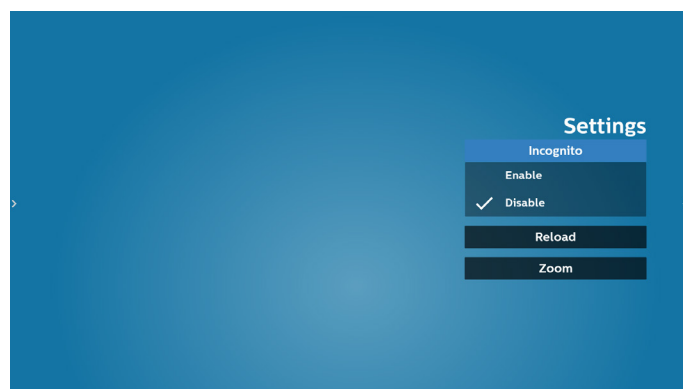 Settings
Incognito
Enable
Disable
Reload
Zoom